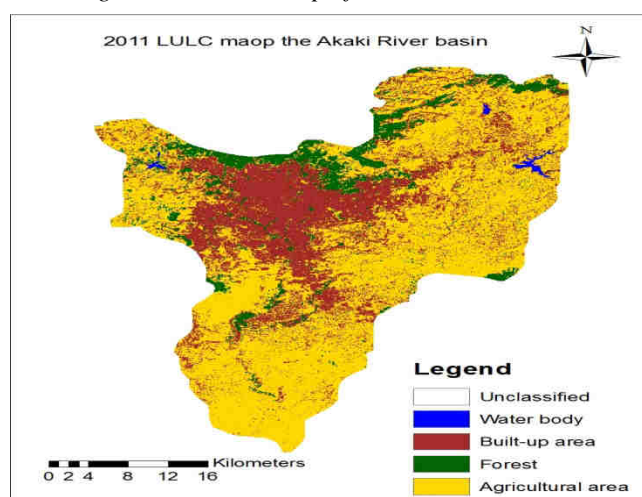 2011 LULC maop the Akaki River basin
N
Legend
Unclassified
Water body
Built-up area
Forest
Agricultural area
Kilometers
0 2 4 8 12 16